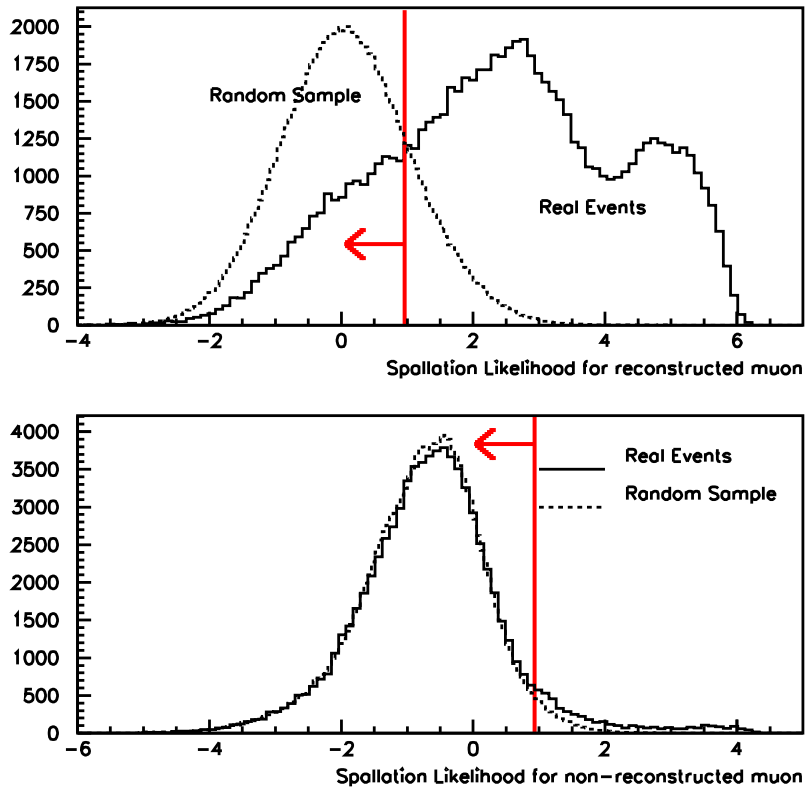 2000
1750
1500
1250
1000
750
500
250
0
Random Sample
Real Events
-4 -2 0 2 4 6
Spallation Likelihood for reconstructed muon
4000
3500
3000
2500
2000
1500
1000
500
0
Real Events
Random Sample
-6 -4 -2 0 2 4
Spallation Likelihood for non-reconstructed muon